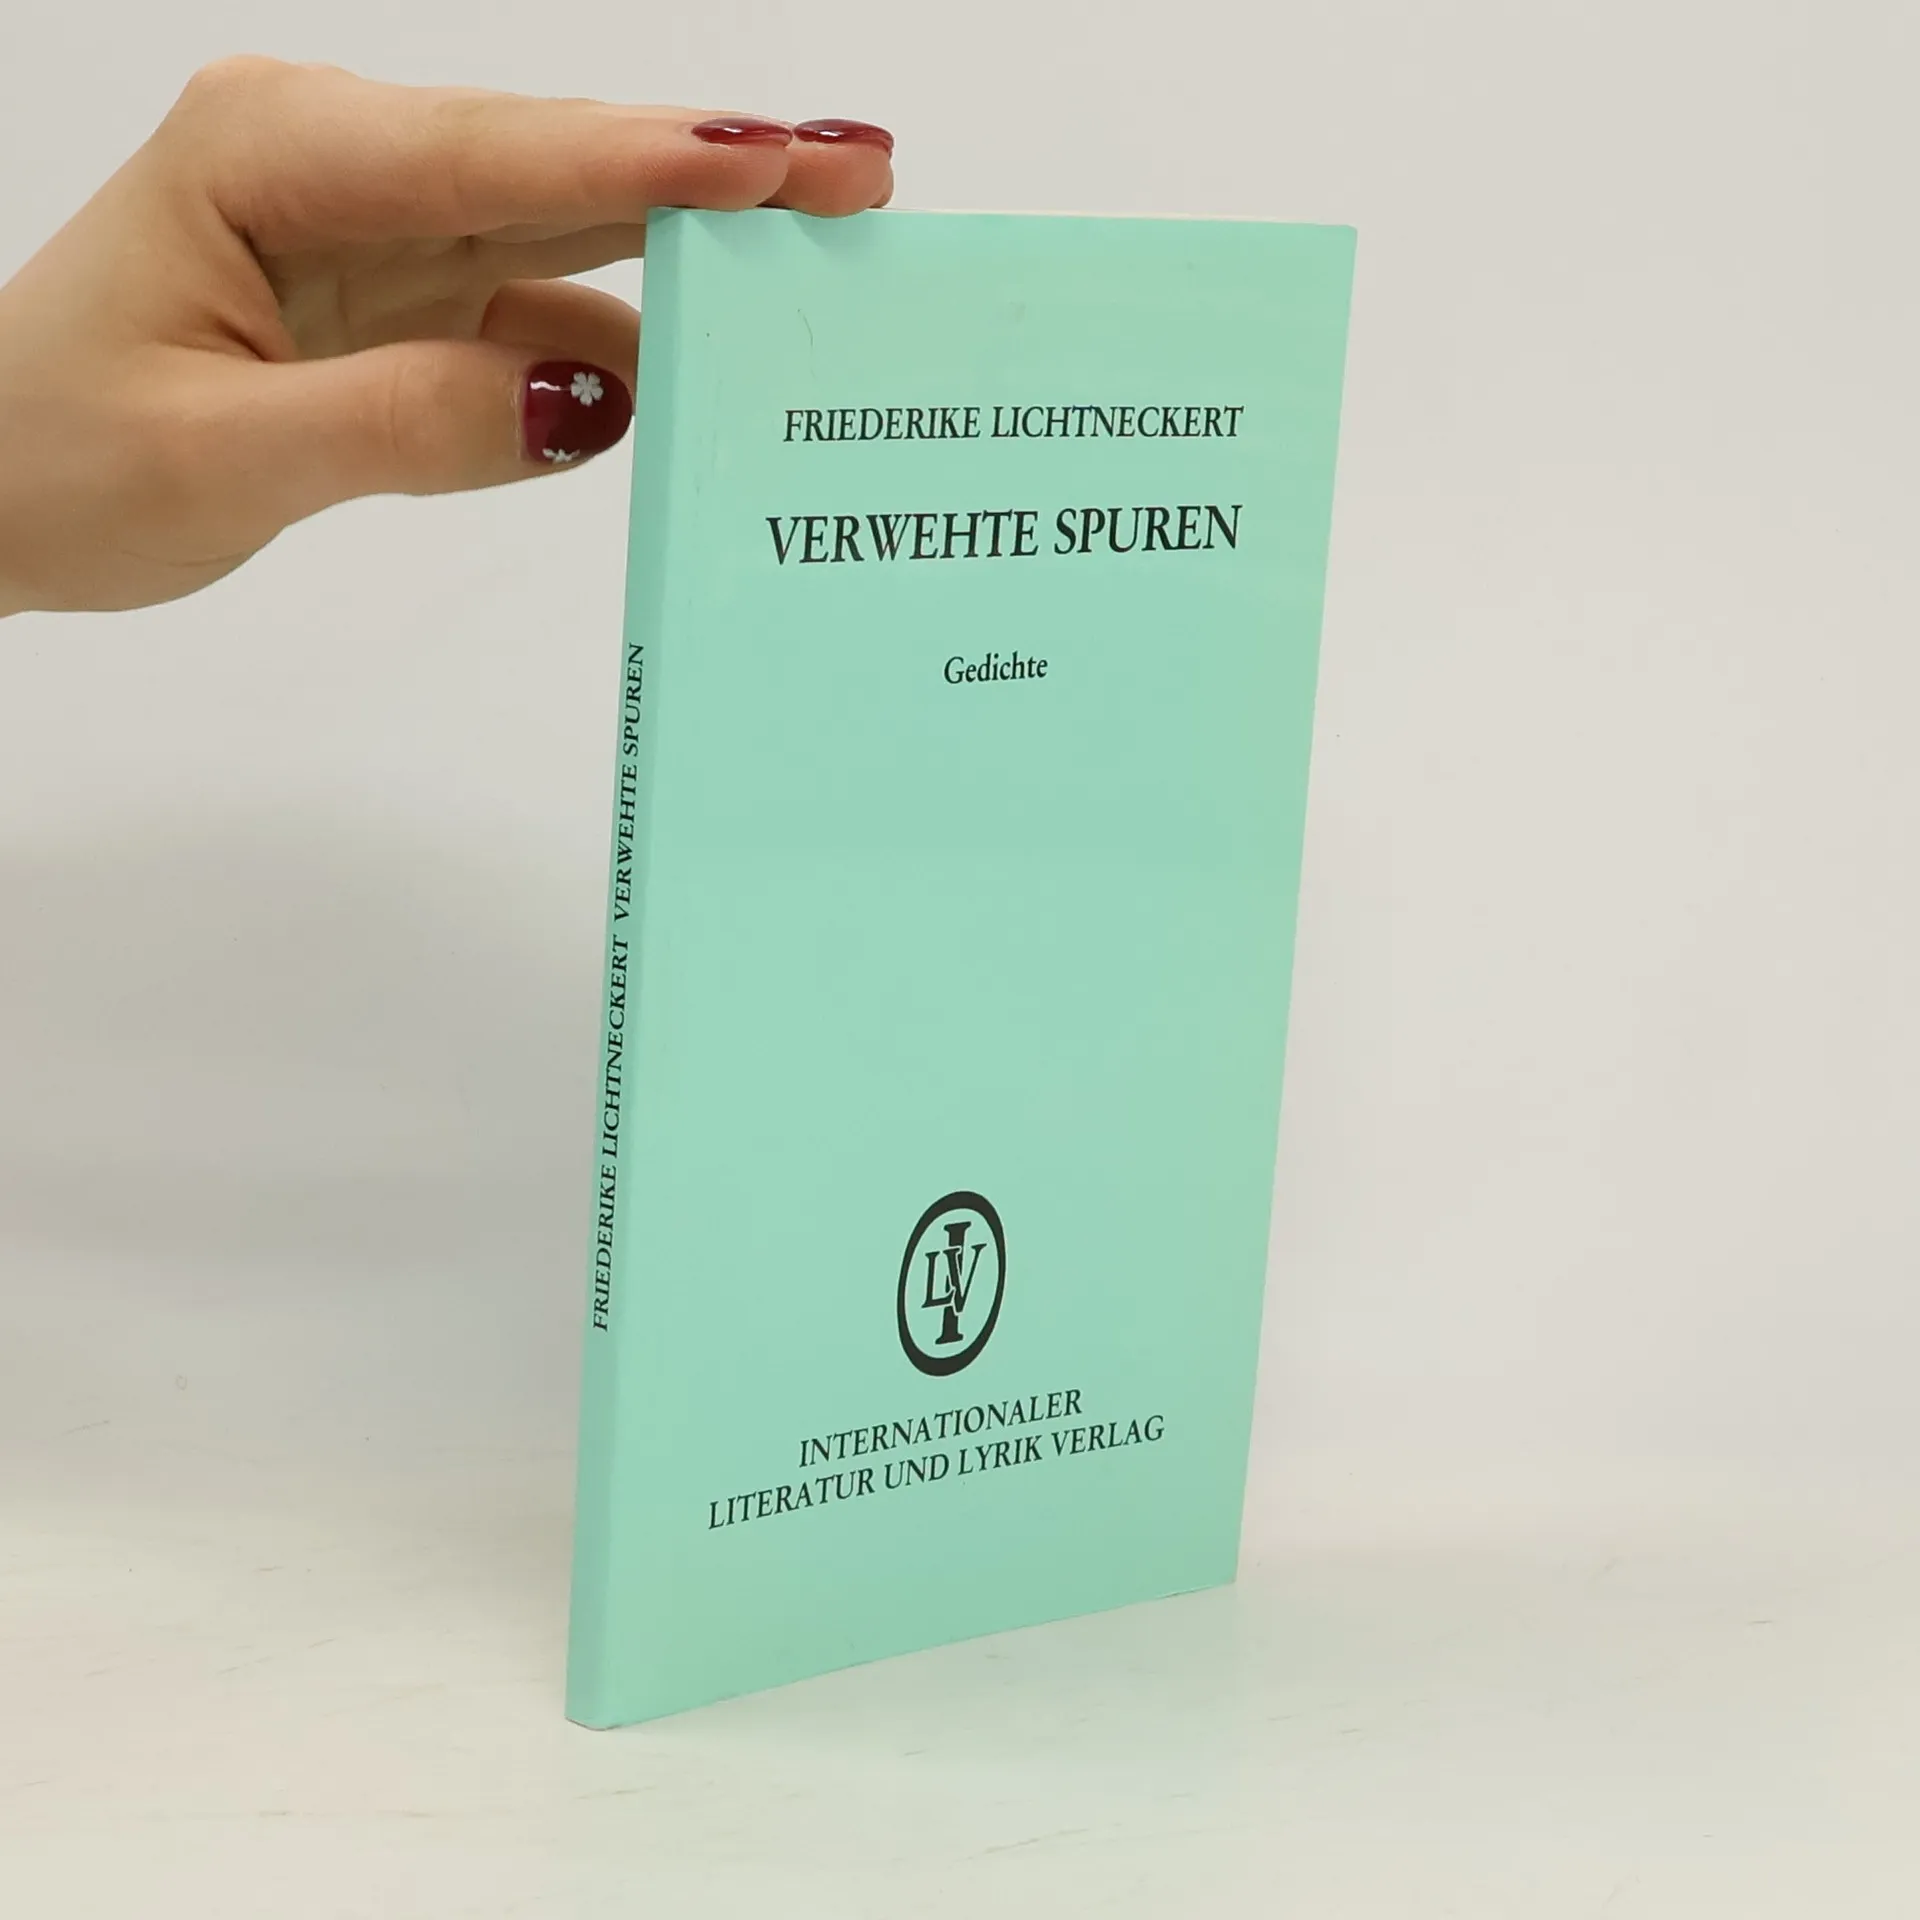 FRIEDERIKE LICHTNECKERT
VERWEHTE SPUREN
Gedichte
ILV
INTERNATIONALER
LITERATUR UND LYRIK VERLAG
FRIEDERIKE LICHTNECKERT VERWEHTE SPUREN